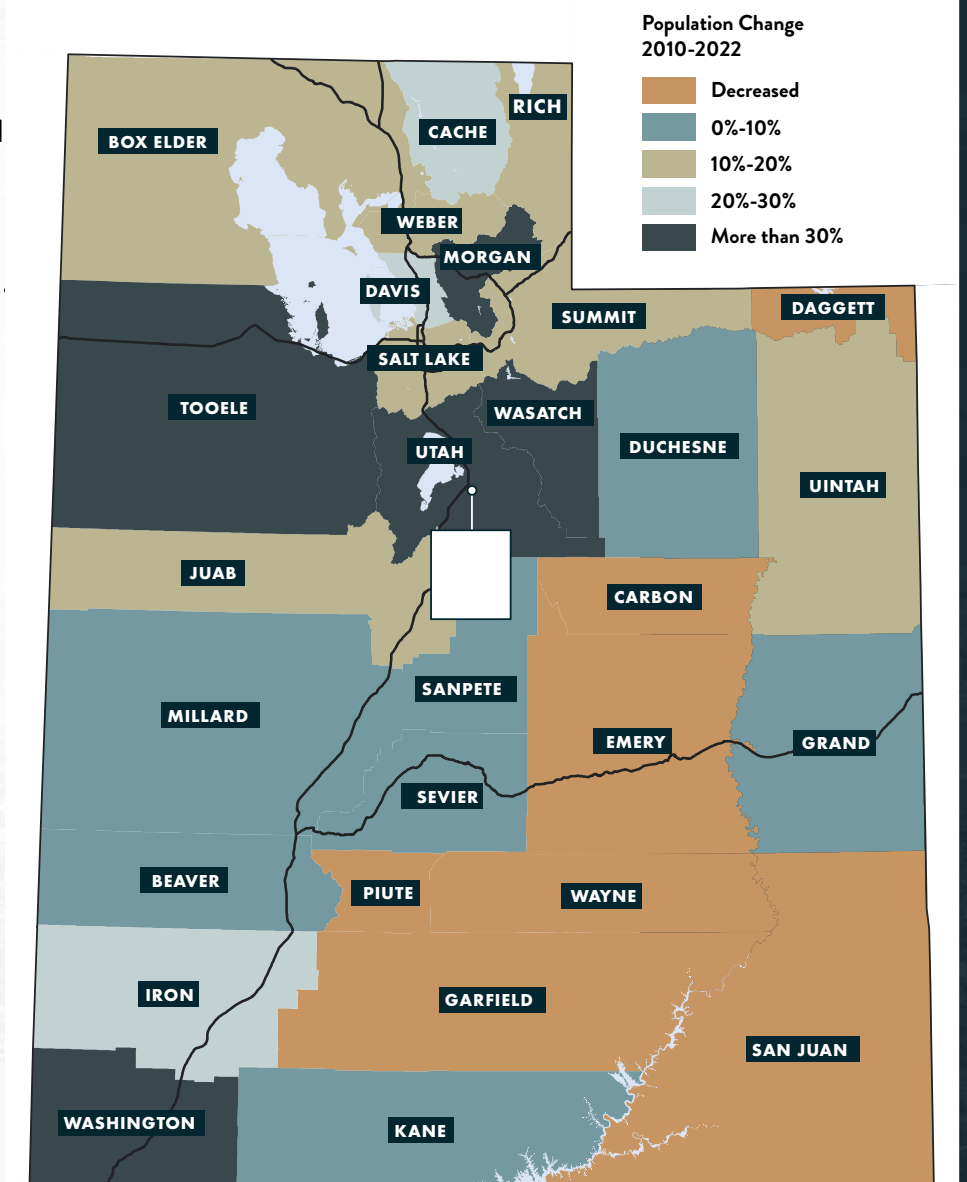 Population Change
2010-2022
Decreased
0%-10%
10%-20%
20%-30%
More than 30%
RICH
CACHE
BOX ELDER
WEBER
MORGAN
DAVIS
DAGGETT
SUMMIT
SALT LAKE
TOOELE
WASATCH
UTAH
DUCHESNE
UINTAH
JUAB
CARBON
SANPETE
MILLARD
EMERY
GRAND
SEVIER
BEAVER
PIUTE
WAYNE
IRON
GARFIELD
SAN JUAN
WASHINGTON
KANE